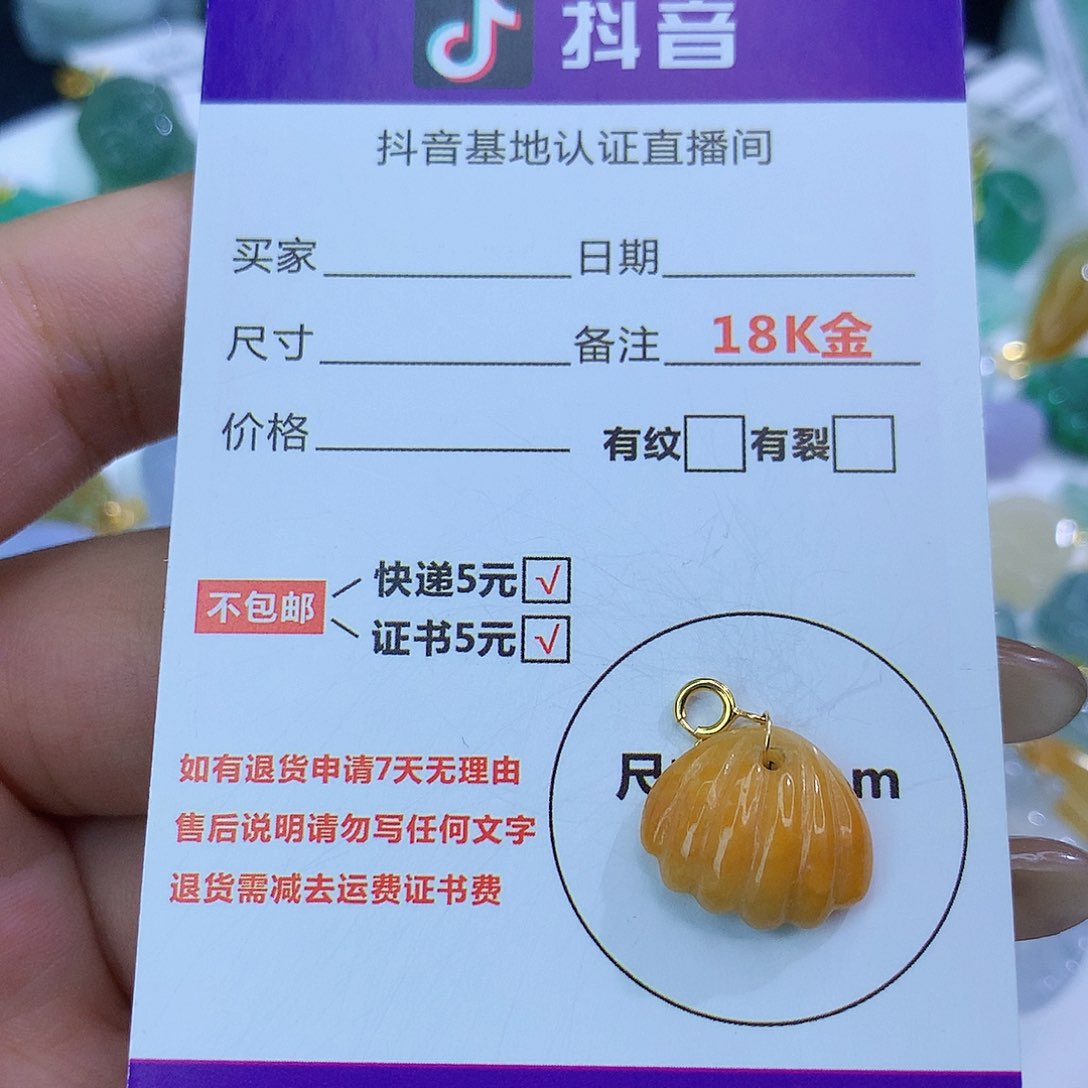 抖音
抖音基地认证直播间
买家 日期
尺寸 备注 18K金
价格 有纹 有裂
不包邮
快递5元 √
证书5元 √
如有退货申请7天无理由
售后说明请勿写任何文字
退货需减去运费证书费
尺 m